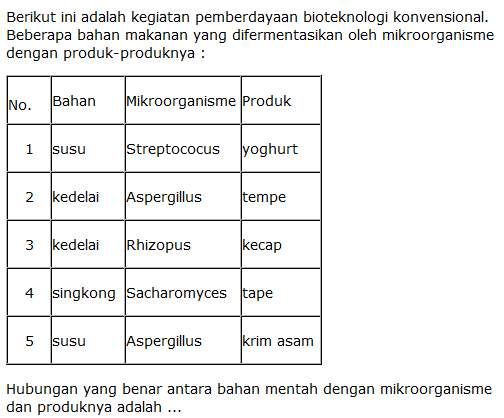 Berikut ini adalah kegiatan pemberdayaan bioteknologi konvensional.
Beberapa bahan makanan yang difermentasikan oleh mikroorganisme
dengan produk-produknya :
No. Bahan Mikroorganisme Produk
1 susu Streptococus yoghurt
2 kedelai Aspergillus tempe
3 kedelai Rhizopus kecap
4 singkong Sacharomyces tape
5 susu Aspergillus krim asam
Hubungan yang benar antara bahan mentah dengan mikroorganisme
dan produknya adalah ...